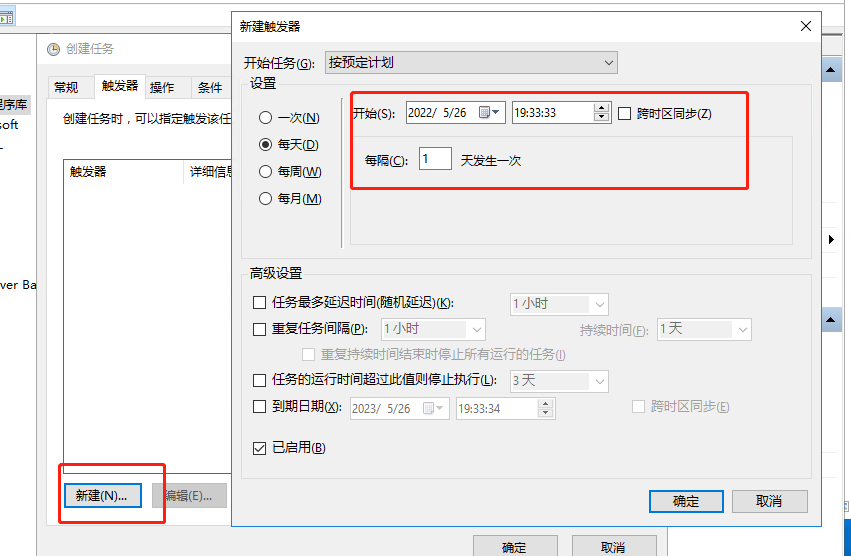 新建触发器
创建任务
开始任务(G): 按预定计划
常规 触发器 操作 条件
设置
程序库
开始(S): 2022/ 5/26 19:33:33 跨时区同步(Z)
一次(N)
soft
创建任务时，可以指定触发该任
每天(D)
每隔(C): 1 天发生一次
触发器 详细信息
每周(W)
每月(M)
高级设置
ver Ba
任务最多延迟时间(随机延迟)(K): 1 小时
重复任务间隔(P): 1 小时 持续时间(F): 1 天
重复持续时间结束时停止所有运行的任务(I)
任务的运行时间超过此值则停止执行(L): 3 天
到期日期(X): 2023/ 5/26 19:33:34 跨时区同步(E)
已启用(B)
新建(N)... 编辑(E)...
确定 取消
确定 取消